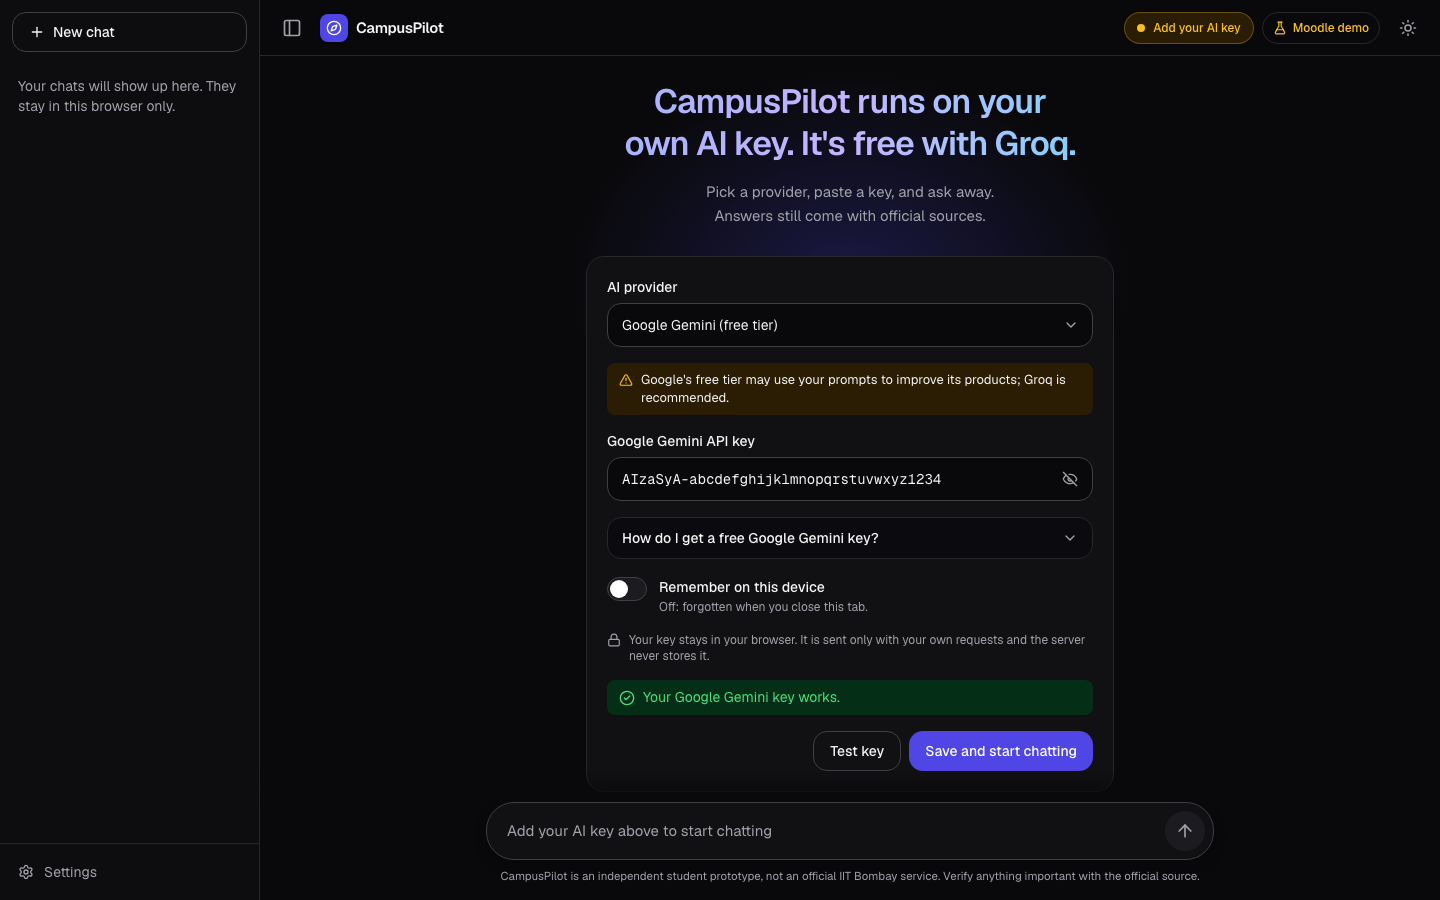 New chat
Your chats will show up here. They
stay in this browser only.
Settings
CampusPilot
Add your AI key
Moodle demo
CampusPilot runs on your
own AI key. It's free with Groq.
Pick a provider, paste a key, and ask away.
Answers still come with official sources.
AI provider
Google Gemini (free tier)
Google's free tier may use your prompts to improve its products; Groq is
recommended.
Google Gemini API key
AIzaSyA-abcdefghijklmnopqrstuvwxyz1234
How do I get a free Google Gemini key?
Remember on this device
Off: forgotten when you close this tab.
Your key stays in your browser. It is sent only with your own requests and the server
never stores it.
Your Google Gemini key works.
Test key
Save and start chatting
Add your AI key above to start chatting
CampusPilot is an independent student prototype, not an official IIT Bombay service. Verify anything important with the official source.